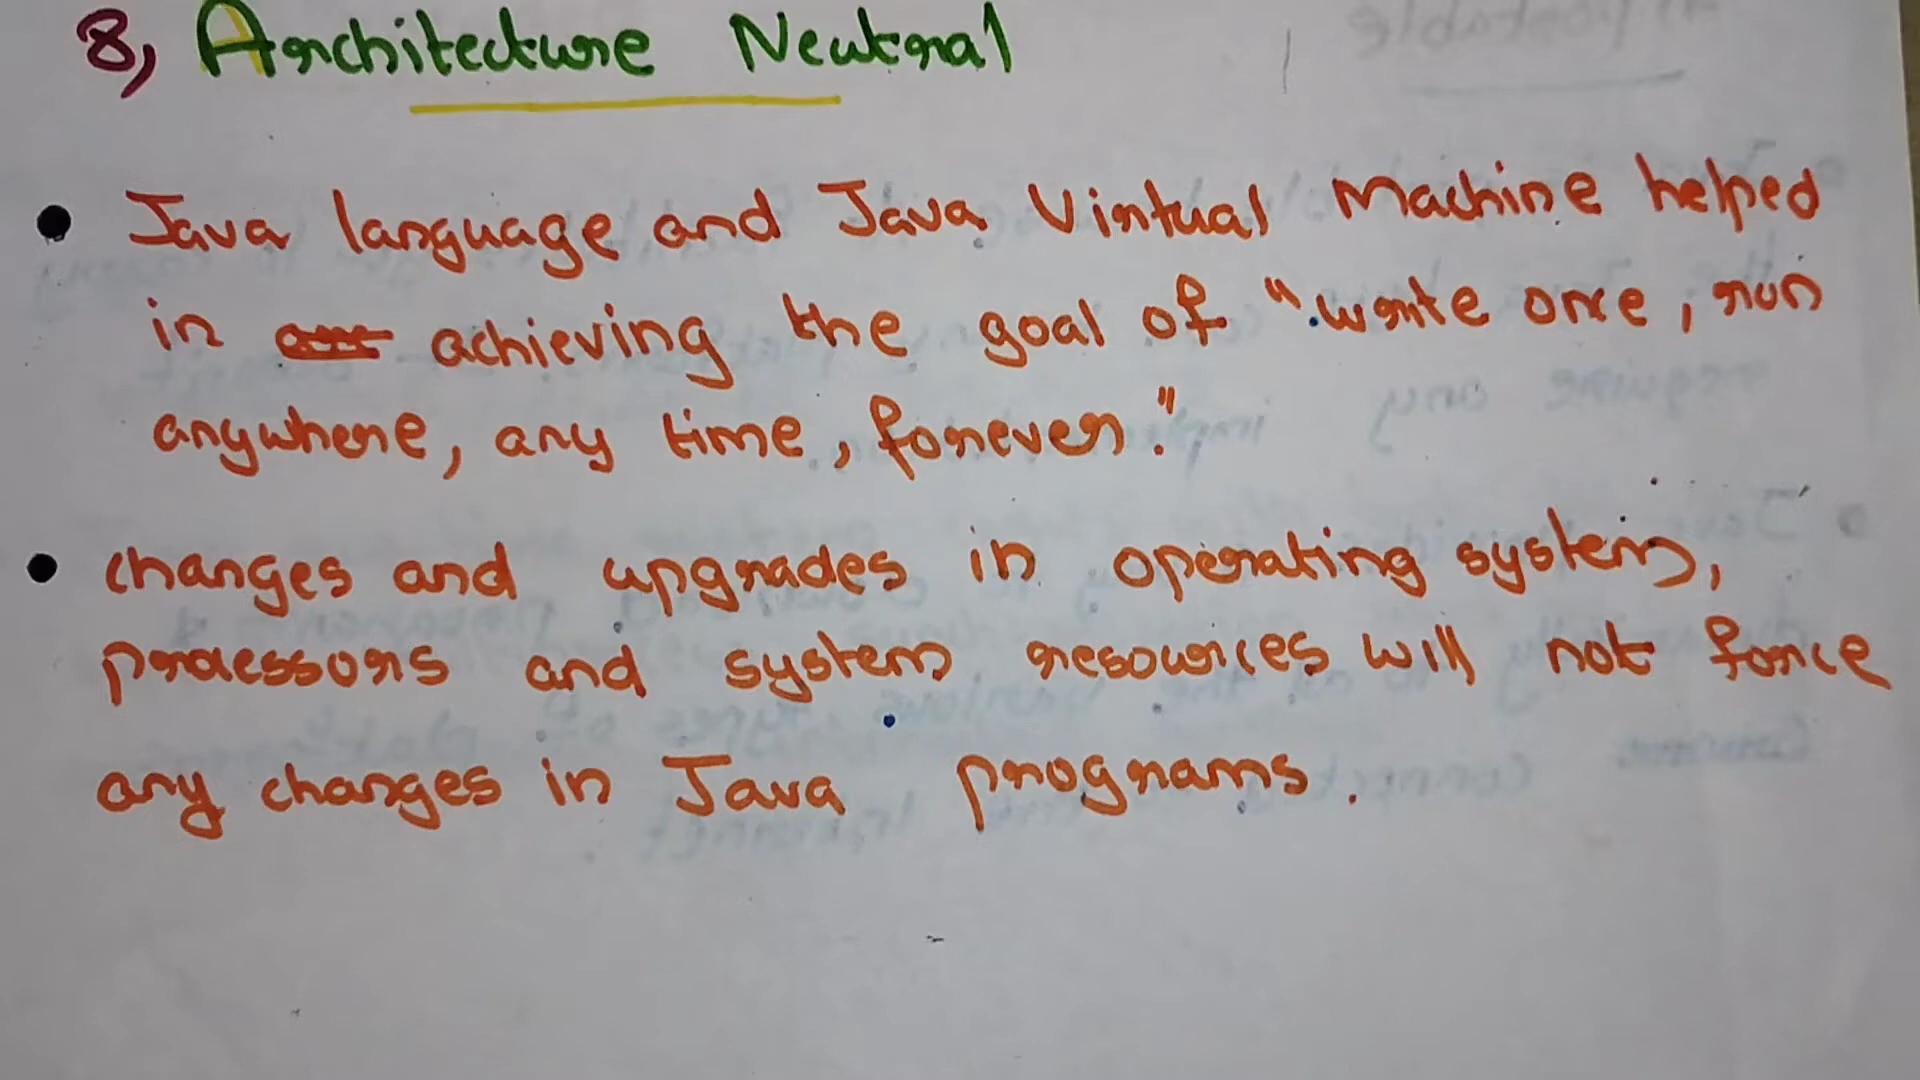 8, Architecture Neutral
• Java language and Java Virtual Machine helped
in achieving the goal of "write once, run
anywhere, any time, forever."
• changes and upgrades in operating system,
processors and system resources will not force
any changes in Java programs.